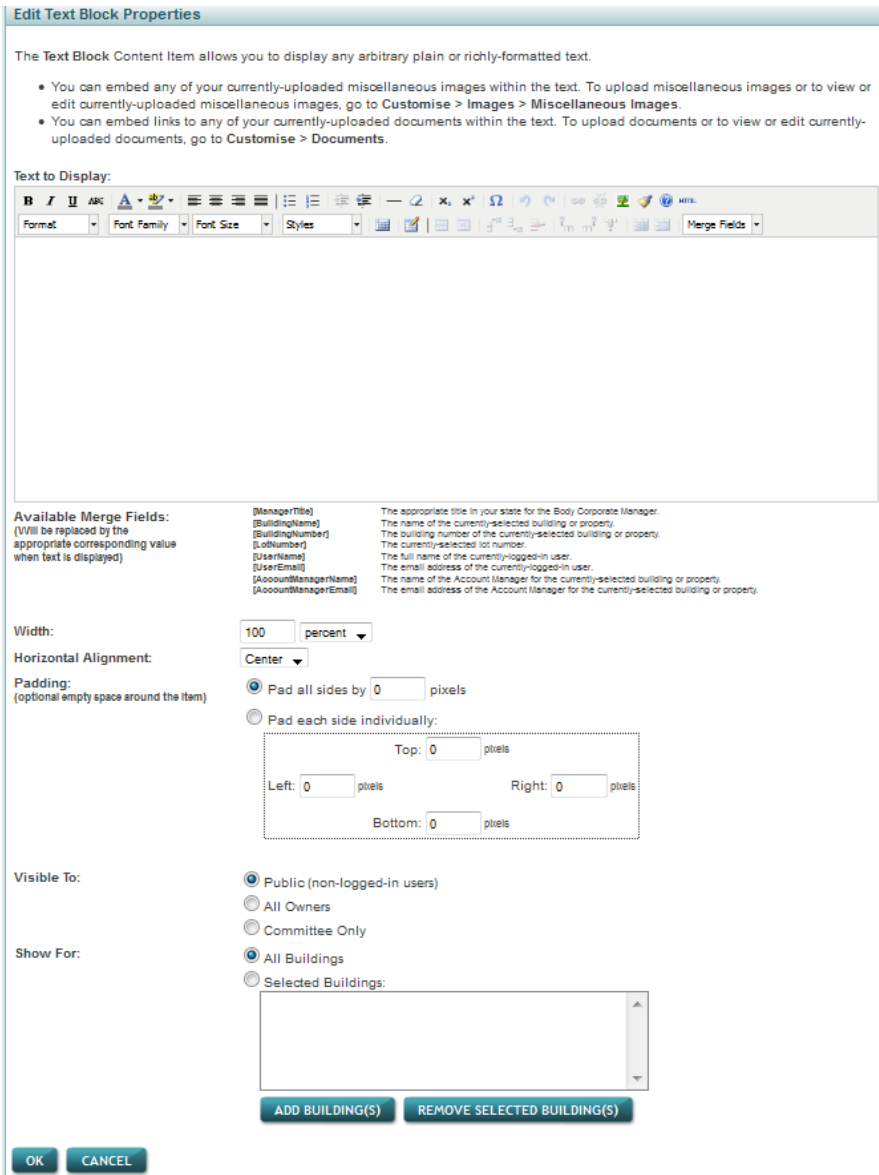 Edit Text Block Properties
The Text Block Content Item allows you to display any arbitrary plain or richly-formatted text.
• You can embed any of your currently-uploaded miscellaneous images within the text. To upload miscellaneous images or to view or
edit currently-uploaded miscellaneous images, go to Customise > Images > Miscellaneous Images.
• You can embed links to any of your currently-uploaded documents within the text. To upload documents or to view or edit currently-
uploaded documents, go to Customise > Documents.
Text to Display:
B I U ABC A ab x₂ x² Ω HTML
Format Font Family Font Size Styles Merge Fields
Available Merge Fields:
(Will be replaced by the
appropriate corresponding value
when text is displayed)
[ManagerTitle] The appropriate title in your state for the Body Corporate Manager.
[BuildingName] The name of the currently-selected building or property.
[BuildingNumber] The building number of the currently-selected building or property.
[LotNumber] The currently-selected lot number.
[UserName] The full name of the currently-logged-in user.
[UserEmail] The email address of the currently-logged-in user.
[AccountManagerName] The name of the Account Manager for the currently-selected building or property.
[AccountManagerEmail] The email address of the Account Manager for the currently-selected building or property.
Width: 100 percent
Horizontal Alignment: Center
Padding:
(optional empty space around the item)
Pad all sides by 0 pixels
Pad each side individually:
Top: 0 pixels
Left: 0 pixels Right: 0 pixels
Bottom: 0 pixels
Visible To: Public (non-logged-in users)
All Owners
Committee Only
Show For: All Buildings
Selected Buildings:
ADD BUILDING(S) REMOVE SELECTED BUILDING(S)
OK CANCEL